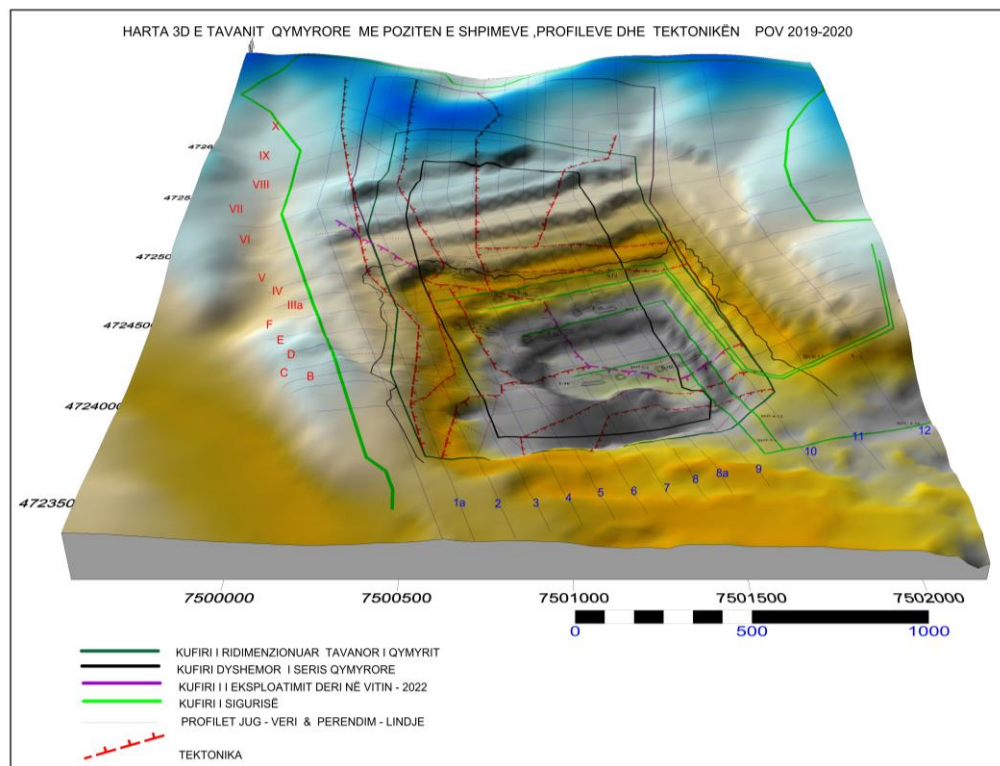 HARTA 3D E TAVANIT QYMYRORE ME POZITEN E SHPIMEVE ,PROFILEVE DHE TEKTONIKËN POV 2019-2020
X
IX
VIII
VII
VI
V
IV
IIIa
F
E
D
C B
47250
4724500
4724000
472350
1a 2 3 4 5 6 7 8 8a 9 10 11 12
7500000 7500500 7501000 7501500 7502000
0 500 1000
KUFIRI I RIDIMENZIONUAR TAVANOR I QYMYRIT
KUFIRI DYSHEMOR I SERIS QYMYRORE
KUFIRI I I EKSPLOATIMIT DERI NË VITIN - 2022
KUFIRI I SIGURISË
PROFILET JUG - VERI & PERENDIM - LINDJE
TEKTONIKA